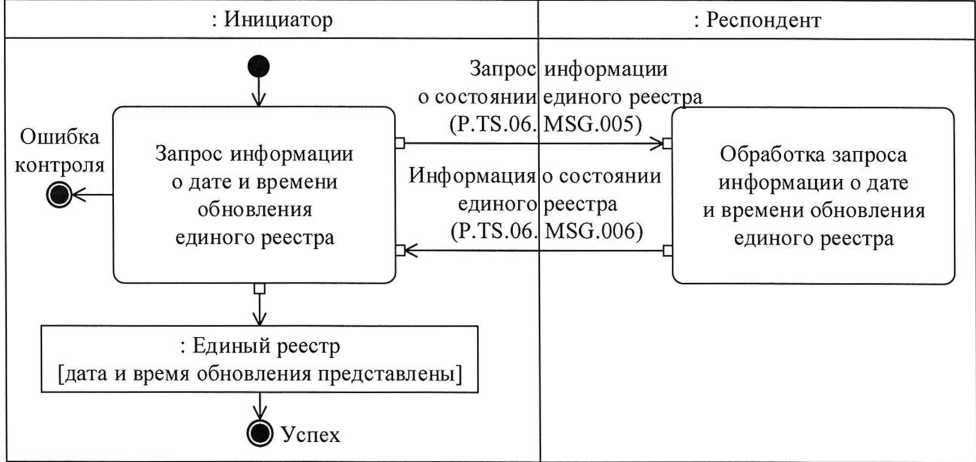 : Инициатор
: Респондент
Запрос информации
о состоянии единого реестра
(P.TS.06. MSG.005)
Ошибка
контроля
Запрос информации
о дате и времени
обновления
единого реестра
Информация о состоянии
единого реестра
(P.TS.06. MSG.006)
Обработка запроса
информации о дате
и времени обновления
единого реестра
: Единый реестр
[дата и время обновления представлены]
Успех